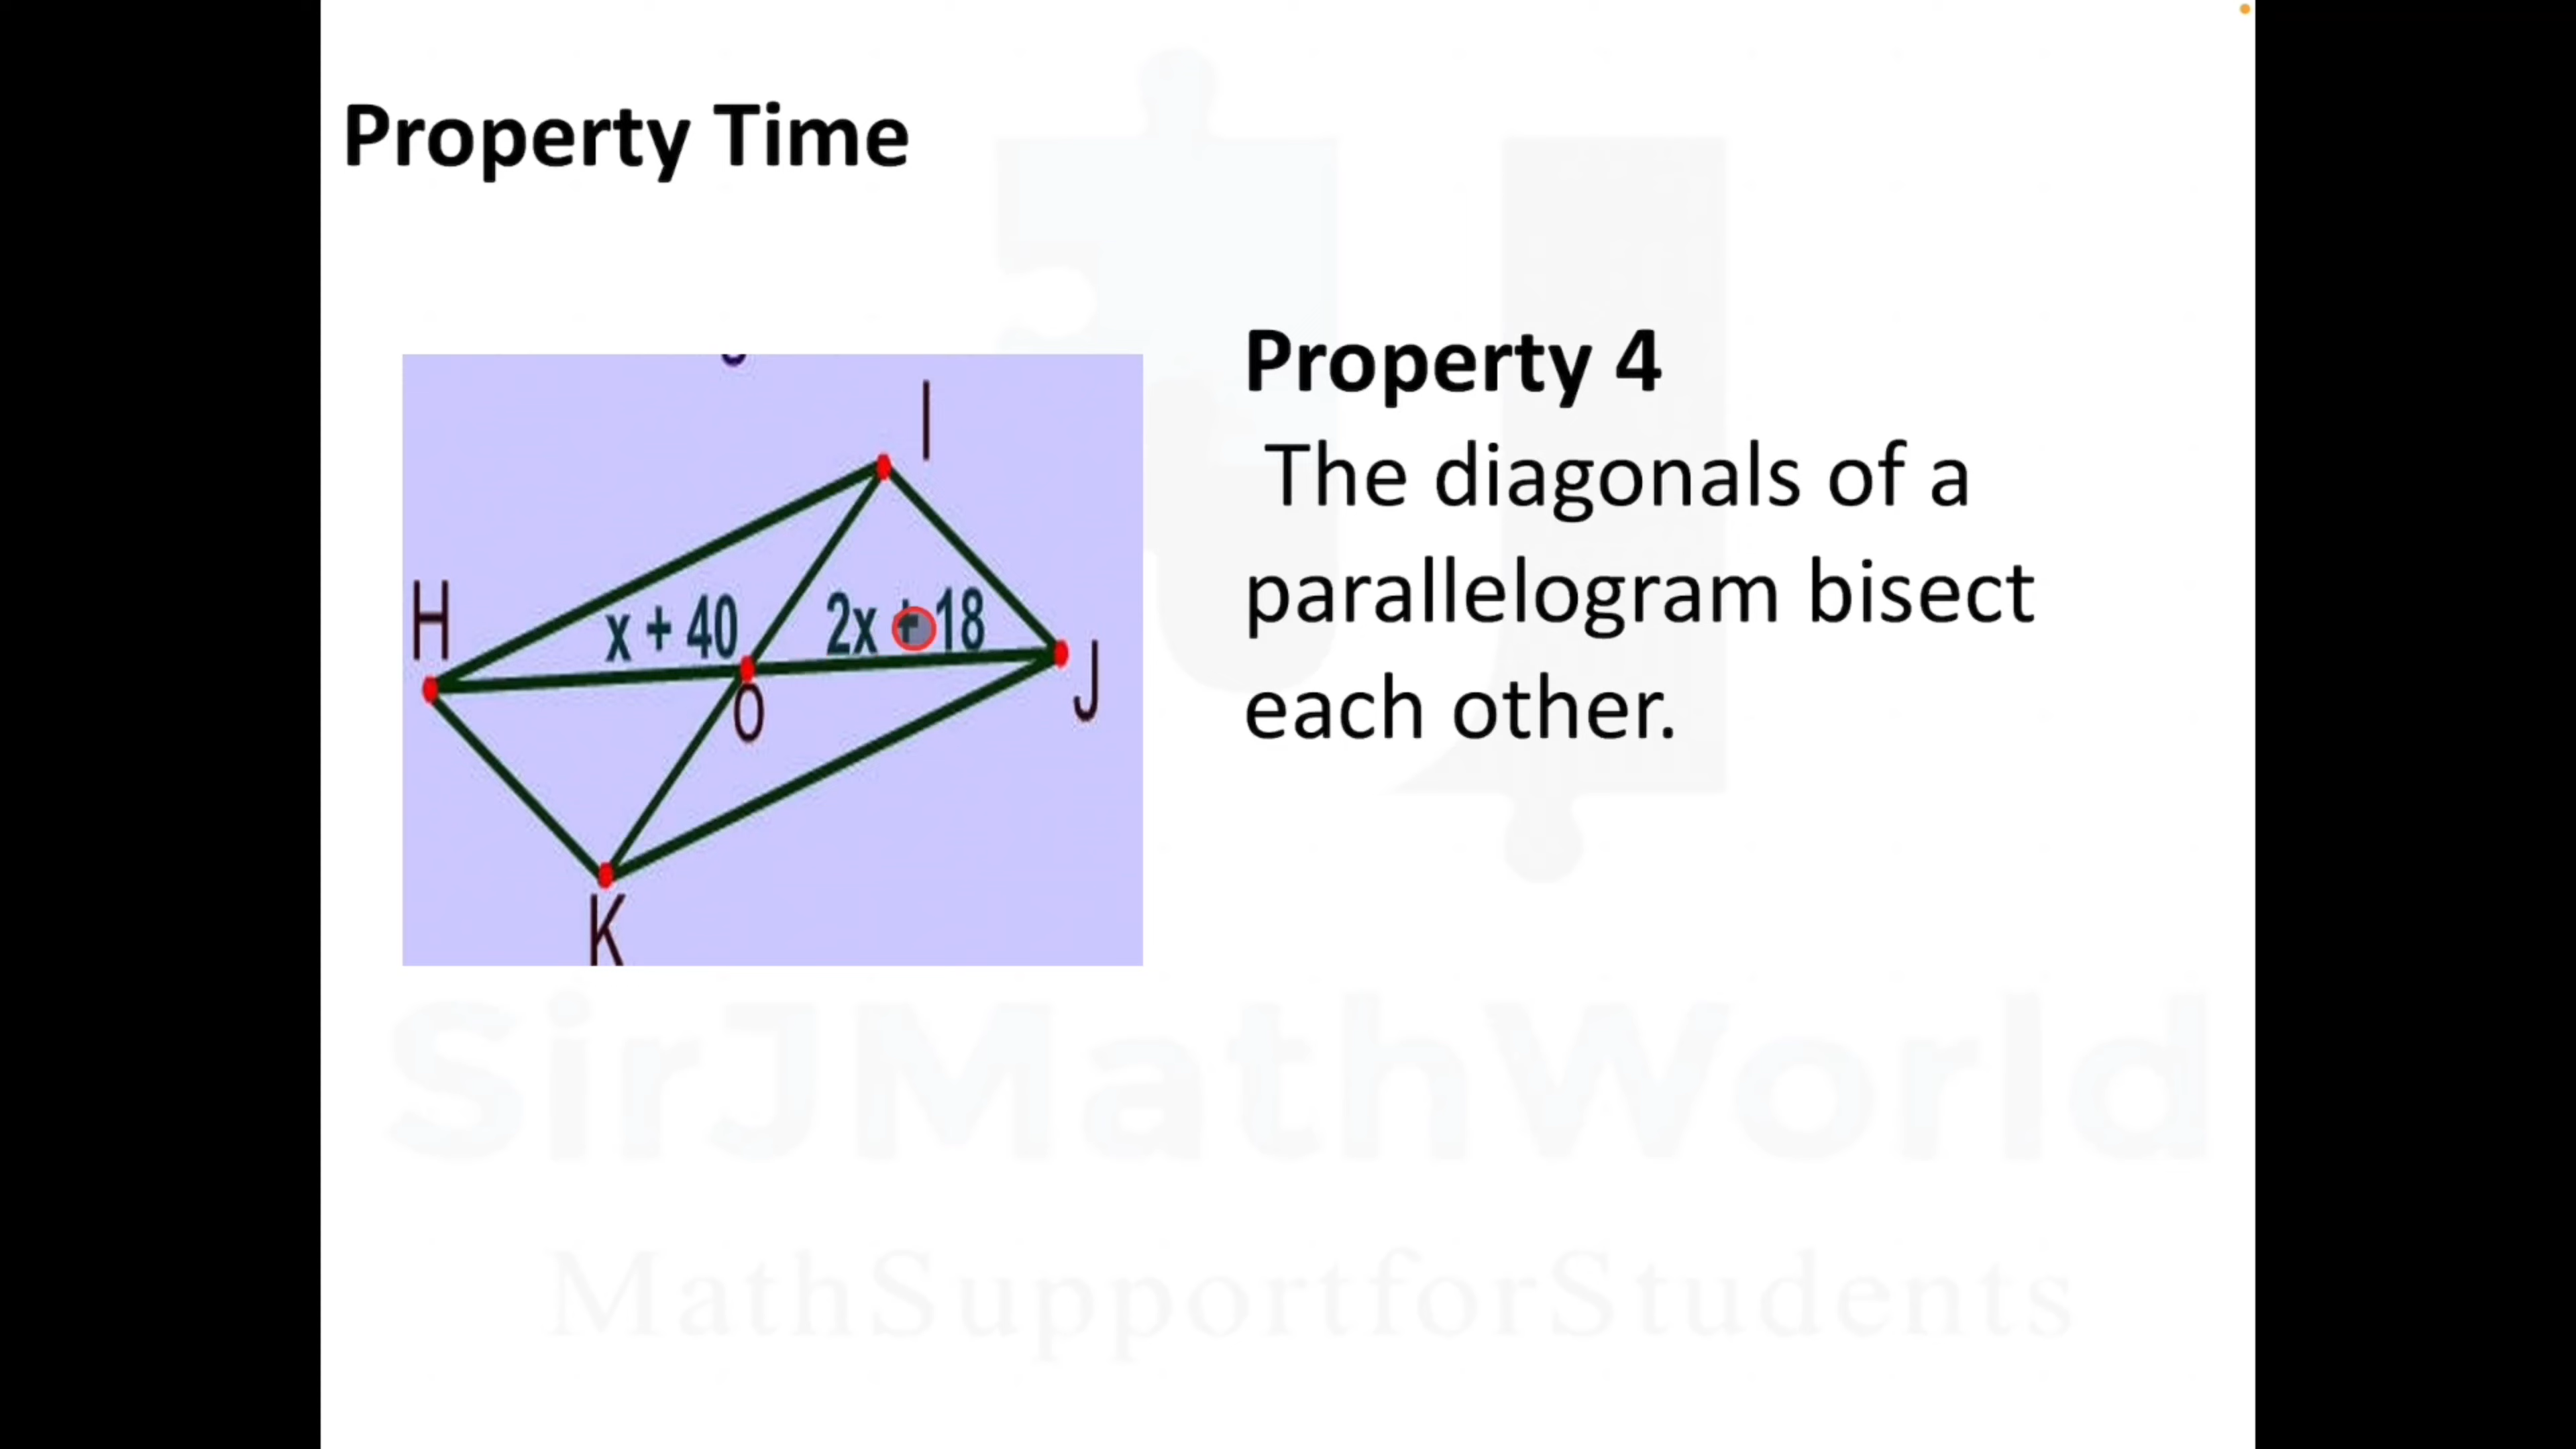 Property Time
I
H
x + 40
2x + 18
O
J
K
Property 4
The diagonals of a
parallelogram bisect
each other.
SirJMathWorld
MathSupportforStudents